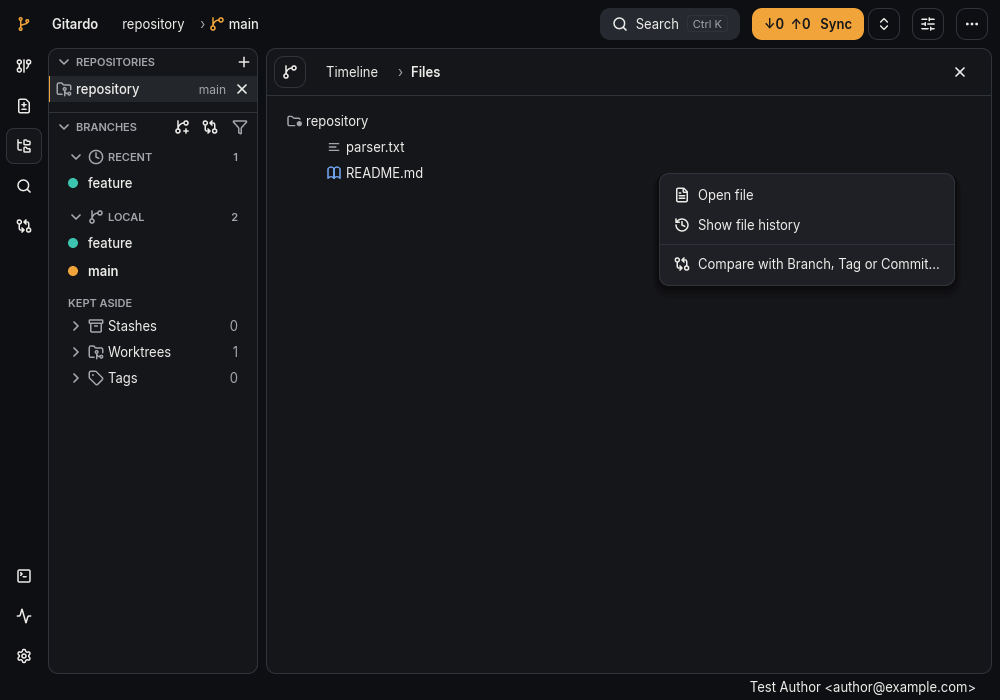 Gitardo repository › main Search Ctrl K ↓0 ↑0 Sync
REPOSITORIES
repository main
BRANCHES
RECENT 1
feature
LOCAL 2
feature
main
KEPT ASIDE
Stashes 0
Worktrees 1
Tags 0
Timeline › Files
repository
parser.txt
README.md
Open file
Show file history
Compare with Branch, Tag or Commit...
Test Author <author@example.com>